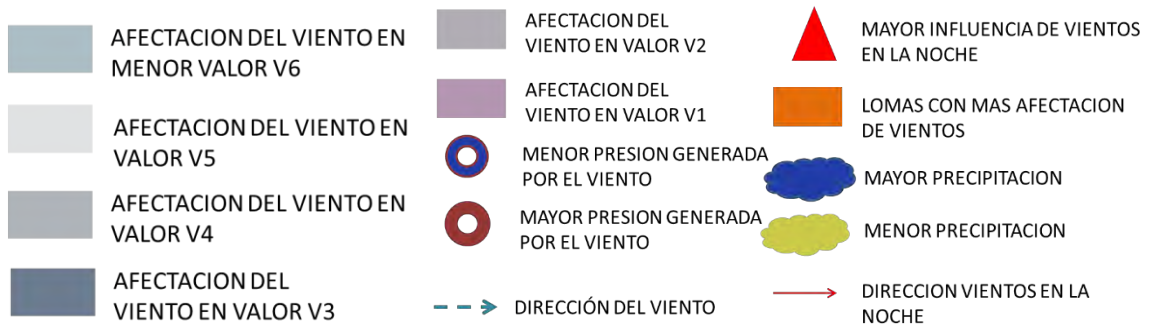 AFECTACION DEL VIENTO EN
MENOR VALOR V6
AFECTACION DEL VIENTO EN
VALOR V5
AFECTACION DEL VIENTO EN
VALOR V4
AFECTACION DEL
VIENTO EN VALOR V3
AFECTACION DEL
VIENTO EN VALOR V2
AFECTACION DEL
VIENTO EN VALOR V1
MENOR PRESION GENERADA
POR EL VIENTO
MAYOR PRESION GENERADA
POR EL VIENTO
DIRECCIÓN DEL VIENTO
MAYOR INFLUENCIA DE VIENTOS
EN LA NOCHE
LOMAS CON MAS AFECTACION
DE VIENTOS
MAYOR PRECIPITACION
MENOR PRECIPITACION
DIRECCION VIENTOS EN LA
NOCHE